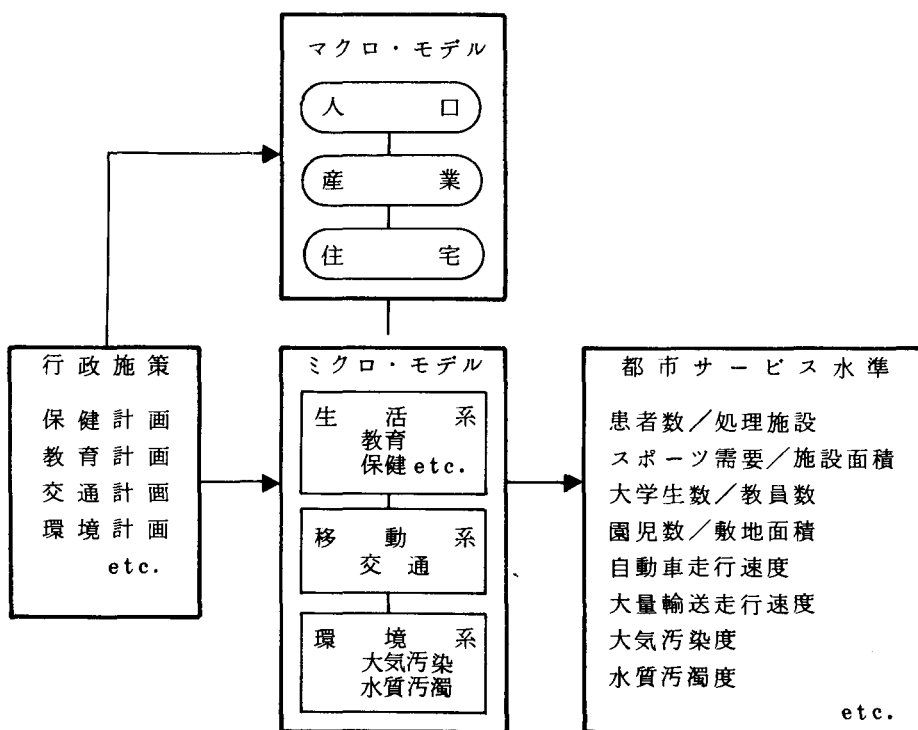 マクロ・モデル
人口
産業
住宅
行政施策
保健計画
教育計画
交通計画
環境計画
etc.
ミクロ・モデル
生活系
教育
保健etc.
移動系
交通
環境系
大気汚染
水質汚濁
都市サービス水準
患者数/処理施設
スポーツ需要/施設面積
大学生数/教員数
園児数/敷地面積
自動車走行速度
大量輸送走行速度
大気汚染度
水質汚濁度
etc.